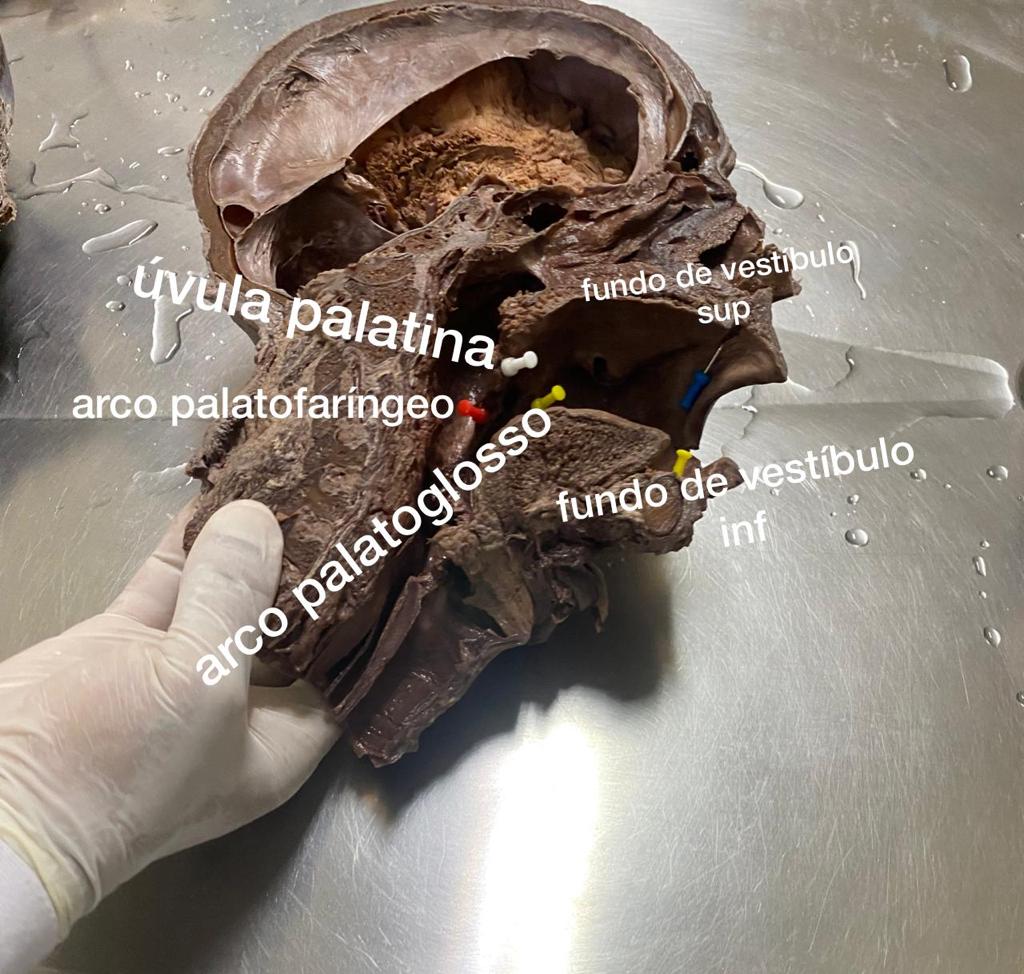 fundo de vestíbulo
sup
úvula palatina
arco palatofaríngeo
arco palatoglosso
fundo de vestíbulo
inf